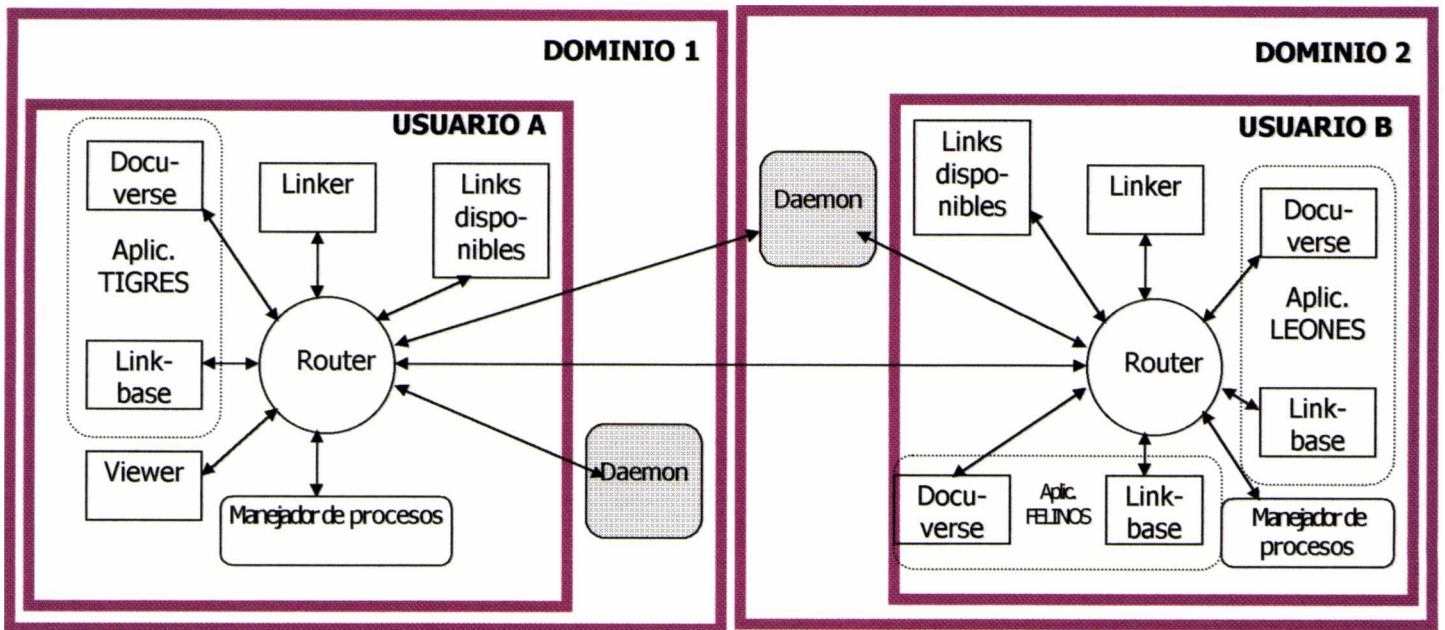 DOMINIO 1
USUARIO A
Docu-
verse
Aplic.
TIGRES
Link-
base
Viewer
Linker
Links
dispo-
nibles
Router
Manejador de procesos
Daemon
DOMINIO 2
Daemon
USUARIO B
Links
dispo-
nibles
Linker
Docu-
verse
Aplic.
LEONES
Link-
base
Router
Docu-
verse
Aplic.
FELINOS
Link-
base
Manejador de
procesos